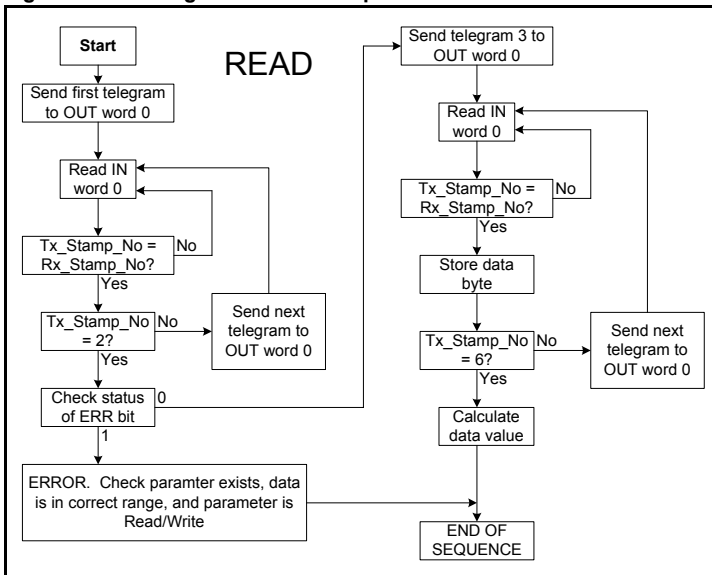 Start
READ
Send first telegram
to OUT word 0
Read IN
word 0
Tx_Stamp_No =
Rx_Stamp_No?
No
Yes
Tx_Stamp_No
= 2?
No
Yes
Send next
telegram to
OUT word 0
Check status
of ERR bit
0
1
ERROR. Check paramter exists, data
is in correct range, and parameter is
Read/Write
Send telegram 3 to
OUT word 0
Read IN
word 0
Tx_Stamp_No =
Rx_Stamp_No?
No
Yes
Store data
byte
Tx_Stamp_No
= 6?
No
Yes
Send next
telegram to
OUT word 0
Calculate
data value
END OF
SEQUENCE